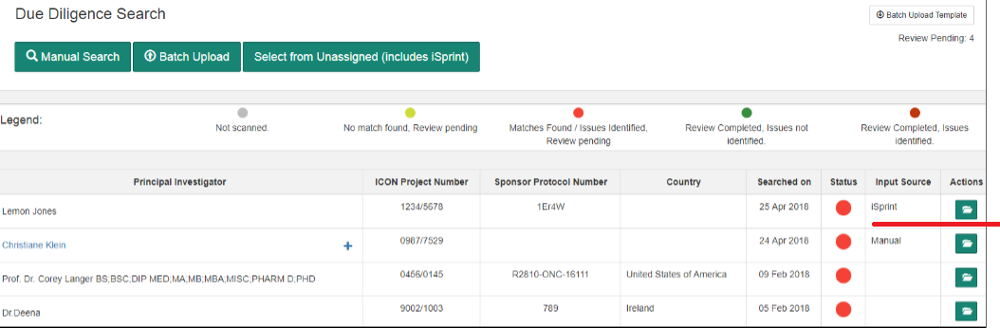 Due Diligence Search
Batch Upload Template
Review Pending: 4
Manual Search
Batch Upload
Select from Unassigned (includes iSprint)
Legend:
Not scanned.
No match found, Review pending
Matches Found / Issues Identified,
Review pending
Review Completed, Issues not
identified.
Review Completed, Issues
identified.
Principal Investigator ICON Project Number Sponsor Protocol Number Country Searched on Status Input Source Actions
Lemon Jones 1234/5678 1Er4W 25 Apr 2018 iSprint
Christiane Klein + 0987/7529 24 Apr 2018 Manual
Prof. Dr. Corey Langer BS;BSC;DIP MED;MA;MB;MBA;MISC;PHARM D;PHD 0456/0145 R2810-ONC-16111 United States of America 09 Feb 2018
Dr.Deena 9002/1003 789 Ireland 05 Feb 2018